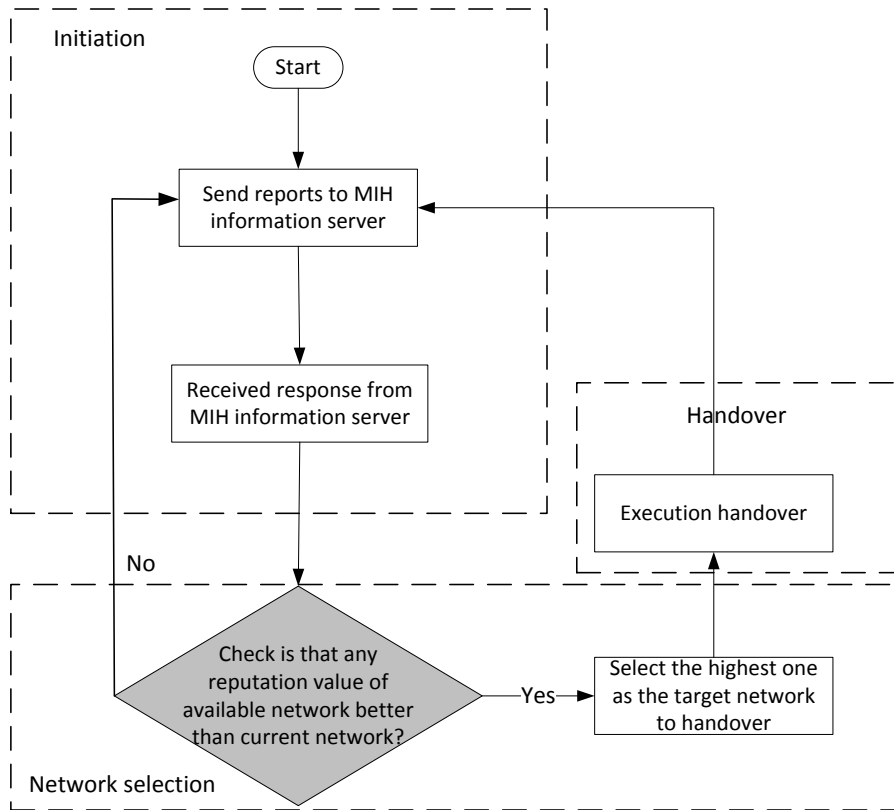 Initiation
Start
Send reports to MIH
information server
Received response from
MIH information server
Handover
Execution handover
No
Check is that any
reputation value of
available network better
than current network?
Yes
Select the highest one
as the target network
to handover
Network selection